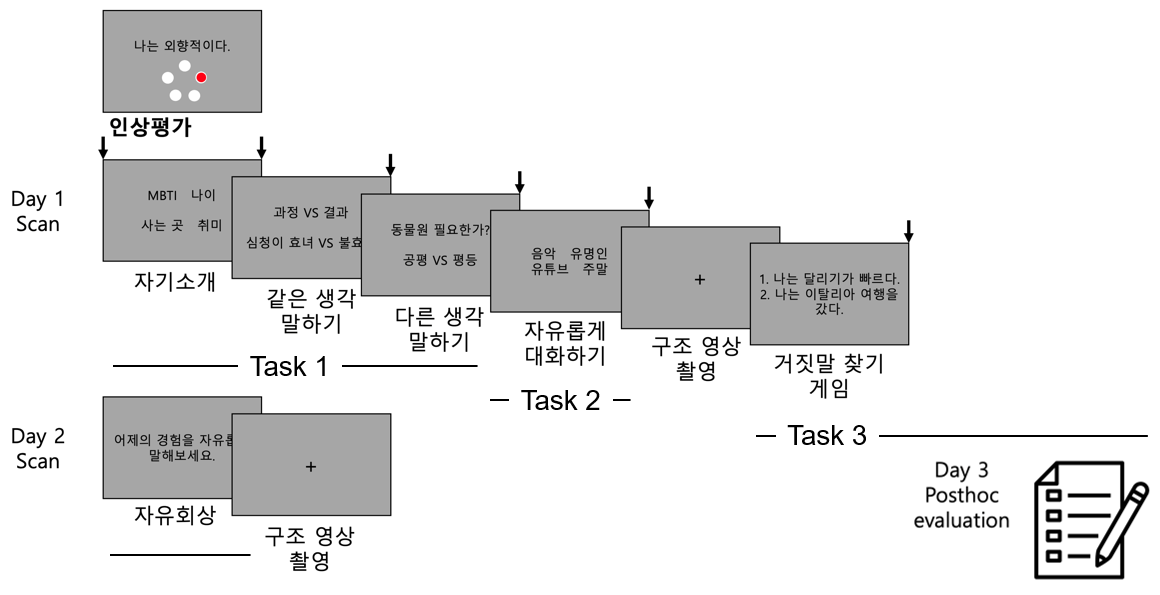 나는 외향적이다.
인상평가
Day 1
Scan
MBTI 나이
사는 곳 취미
자기소개
과정 VS 결과
심청이 효녀 VS 불효
같은 생각
말하기
동물원 필요한가?
공평 VS 평등
다른 생각
말하기
음악 유명인
유튜브 주말
자유롭게
대화하기
+
구조 영상
촬영
1. 나는 달리기가 빠르다.
2. 나는 이탈리아 여행을
갔다.
거짓말 찾기
게임
Task 1
Task 2
Task 3
Day 2
Scan
어제의 경험을 자유롭
말해보세요.
자유회상
+
구조 영상
촬영
Day 3
Posthoc
evaluation